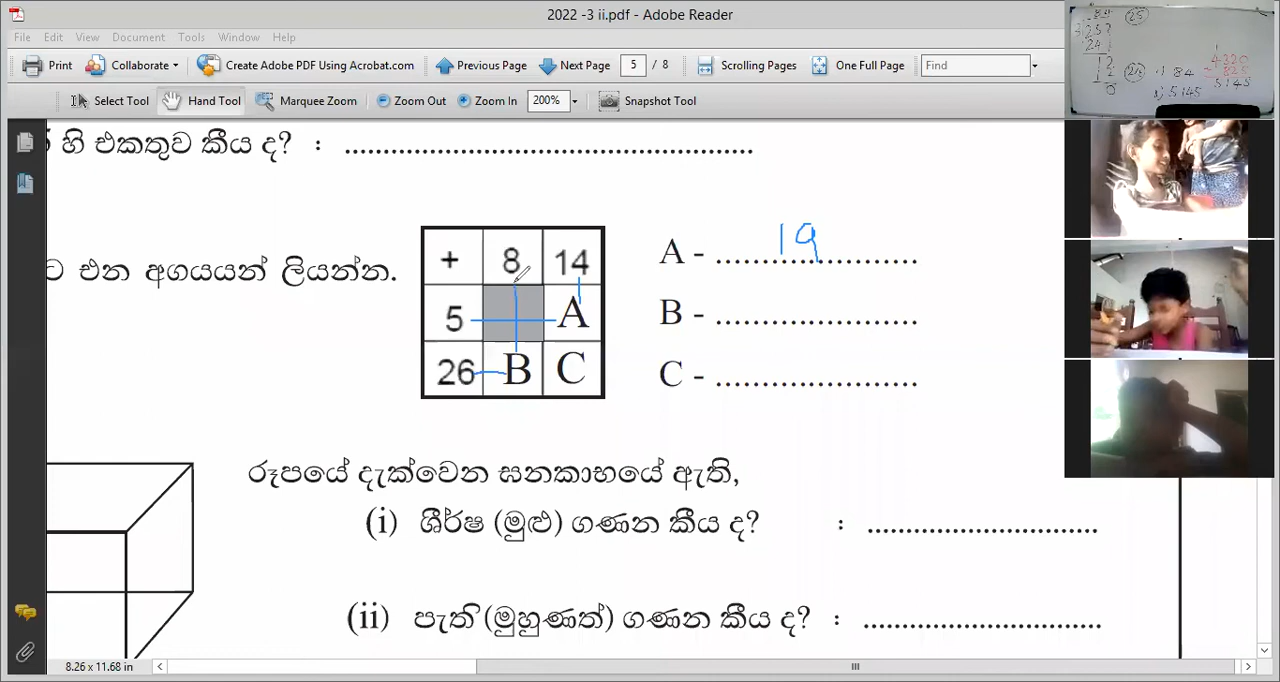 2022 -3 ii.pdf - Adobe Reader
File Edit View Document Tools Window Help
Print Collaborate Create Adobe PDF Using Acrobat.com Previous Page Next Page 5 / 8 Scrolling Pages One Full Page Find
Select Tool Hand Tool Marquee Zoom Zoom Out Zoom In 200% Snapshot Tool
හි එකතුව කීය ද? : ....................................................
ට එන අගයයන් ලියන්න.
+ 8 14
5 A
26 B C
A - ..........................
19
B - ..........................
C - ..........................
රූපයේ දැක්වෙන ඝනකාභයේ ඇති,
(i) ශීර්ෂ (මුළු) ගණන කීය ද? : ..............................
(ii) පැති (මුහුණත්) ගණන කීය ද? : ...............................
8.26 x 11.68 in
25
5145